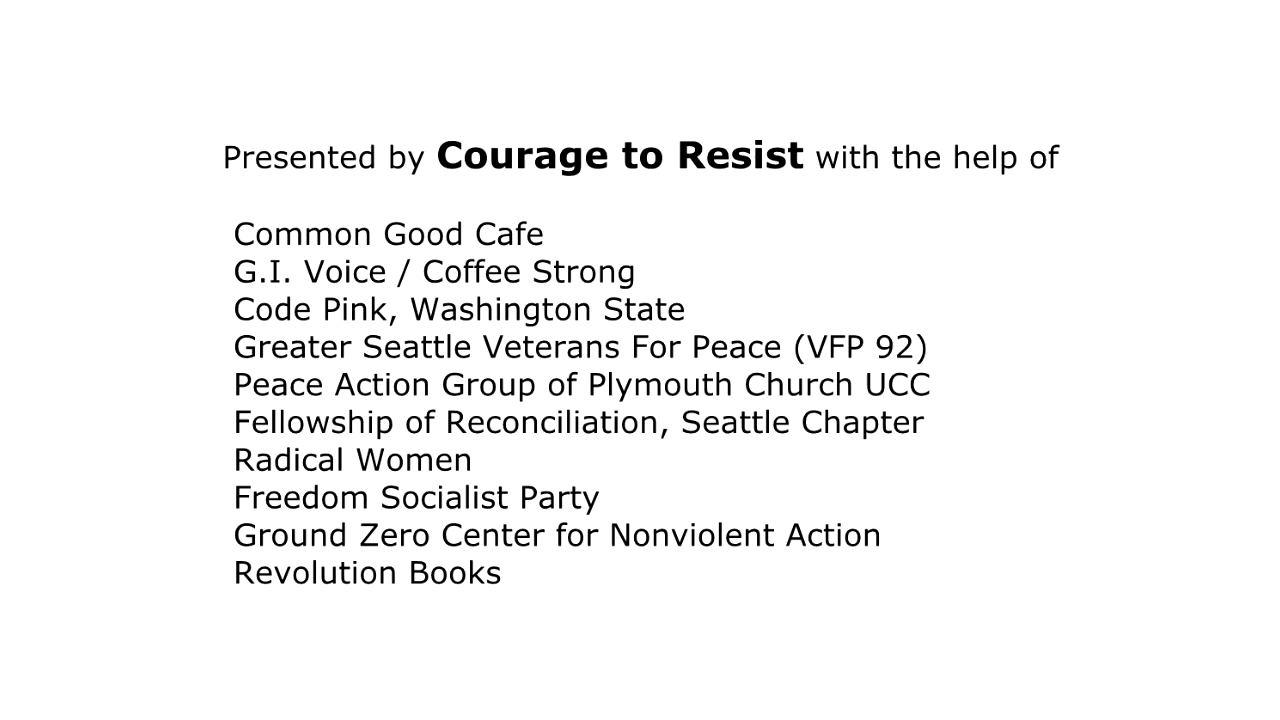 Presented by Courage to Resist with the help of
Common Good Cafe
G.I. Voice / Coffee Strong
Code Pink, Washington State
Greater Seattle Veterans For Peace (VFP 92)
Peace Action Group of Plymouth Church UCC
Fellowship of Reconciliation, Seattle Chapter
Radical Women
Freedom Socialist Party
Ground Zero Center for Nonviolent Action
Revolution Books